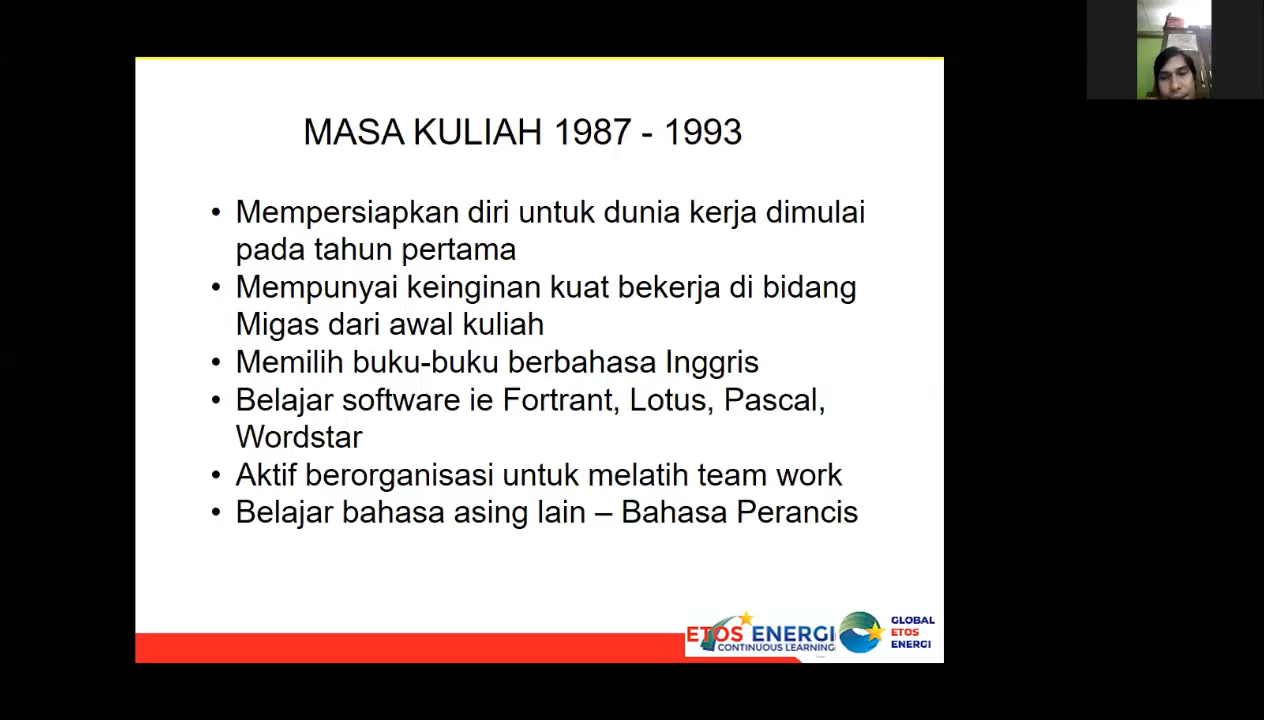 MASA KULIAH 1987 - 1993
• Mempersiapkan diri untuk dunia kerja dimulai
pada tahun pertama
• Mempunyai keinginan kuat bekerja di bidang
Migas dari awal kuliah
• Memilih buku-buku berbahasa Inggris
• Belajar software ie Fortrant, Lotus, Pascal,
Wordstar
• Aktif berorganisasi untuk melatih team work
• Belajar bahasa asing lain – Bahasa Perancis
ETOS ENERGI
CONTINUOUS LEARNING
GLOBAL
ETOS
ENERGI